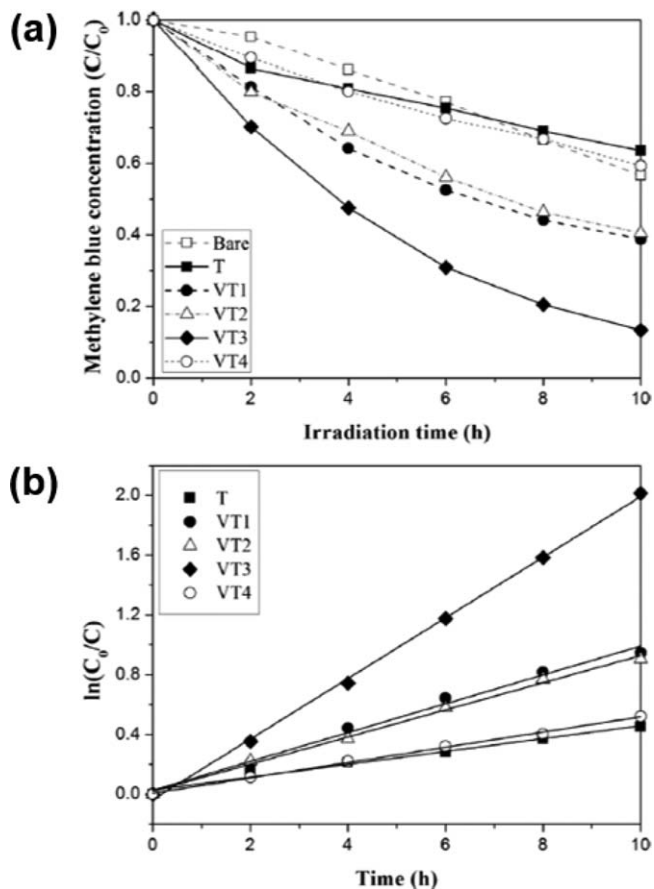 (a)
Methylene blue concentration (C/C₀)
1.0
0.8
0.6
0.4
0.2
0.0
Bare
T
VT1
VT2
VT3
VT4
0 2 4 6 8 10
Irradiation time (h)
(b)
ln(C₀/C)
2.0
1.6
1.2
0.8
0.4
0.0
T
VT1
VT2
VT3
VT4
0 2 4 6 8 10
Time (h)